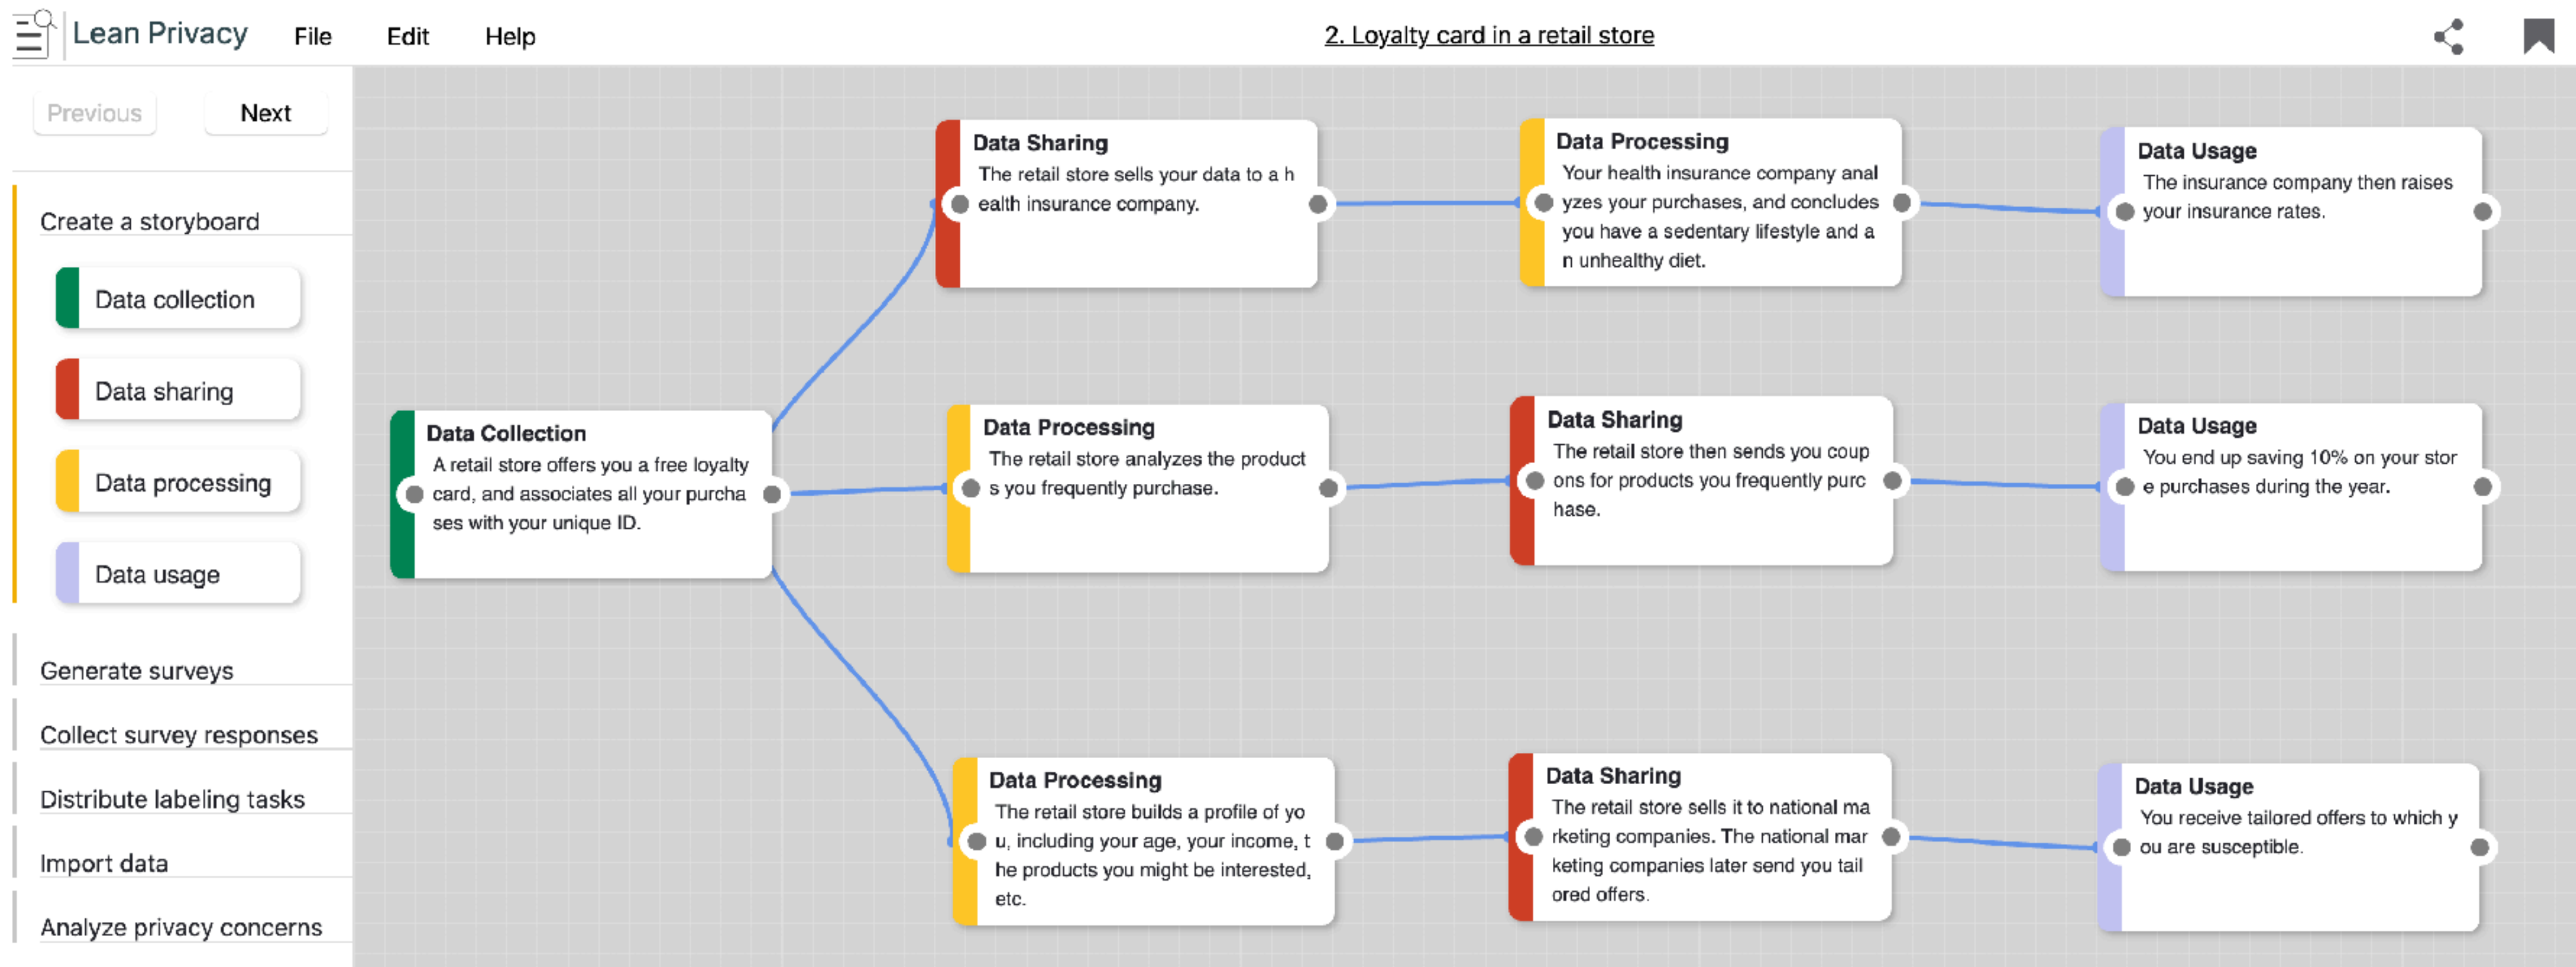 Lean Privacy File Edit Help 2. Loyalty card in a retail store
Previous Next
Create a storyboard
Data collection
Data sharing
Data processing
Data usage
Generate surveys
Collect survey responses
Distribute labeling tasks
Import data
Analyze privacy concerns
Data Collection
A retail store offers you a free loyalty
card, and associates all your purcha
ses with your unique ID.
Data Sharing
The retail store sells your data to a h
ealth insurance company.
Data Processing
Your health insurance company anal
yzes your purchases, and concludes
you have a sedentary lifestyle and a
n unhealthy diet.
Data Usage
The insurance company then raises
your insurance rates.
Data Processing
The retail store analyzes the product
s you frequently purchase.
Data Sharing
The retail store then sends you coup
ons for products you frequently purc
hase.
Data Usage
You end up saving 10% on your stor
e purchases during the year.
Data Processing
The retail store builds a profile of yo
u, including your age, your income, t
he products you might be interested,
etc.
Data Sharing
The retail store sells it to national ma
rketing companies. The national mar
keting companies later send you tail
ored offers.
Data Usage
You receive tailored offers to which y
ou are susceptible.